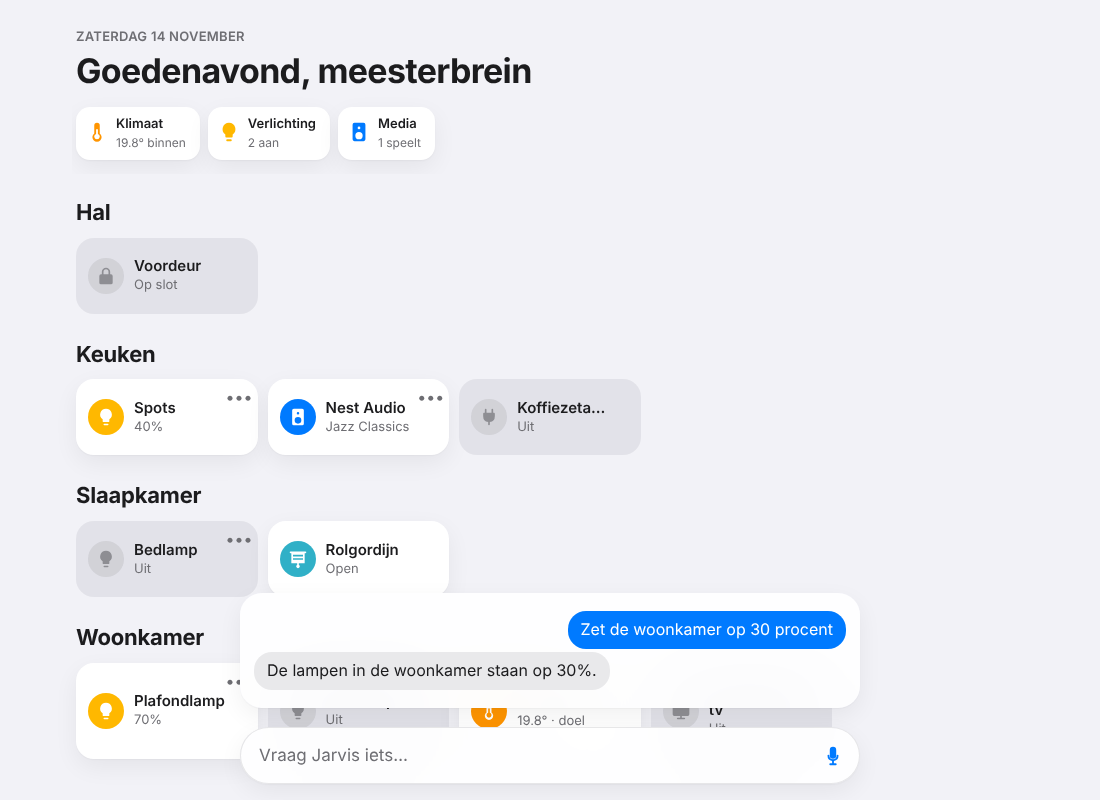 ZATERDAG 14 NOVEMBER
Goedenavond, meesterbrein
Klimaat
19.8° binnen
Verlichting
2 aan
Media
1 speelt
Hal
Voordeur
Op slot
Keuken
Spots
40%
Nest Audio
Jazz Classics
Koffiezeta...
Uit
Slaapkamer
Bedlamp
Uit
Rolgordijn
Open
Woonkamer
Zet de woonkamer op 30 procent
De lampen in de woonkamer staan op 30%.
Plafondlamp
70%
Uit
19.8° · doel
tv
Uit
Vraag Jarvis iets...